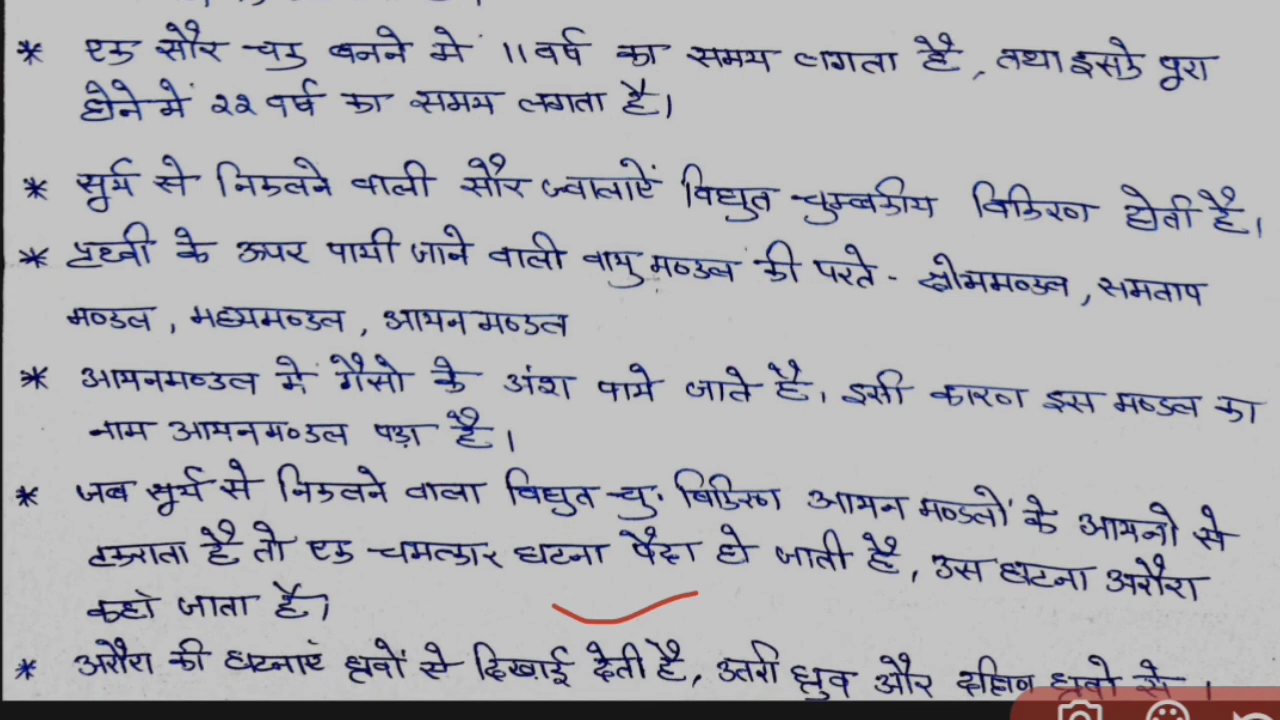 * एक सौर चक्र बनने में 11 वर्ष का समय लगता है, तथा इसके पूरा
होने में 22 वर्ष का समय लगता है।
* सूर्य से निकलने वाली सौर ज्वालाऐं विद्युत चुम्बकीय विकिरण होती है।
* पृथ्वी के ऊपर पायी जाने वाली वायुमण्डल की परते - क्षोममण्डल, समताप
मण्डल, मध्यमण्डल, आयनमण्डल
* आयनमण्डल में गैसो के अंश पाये जाते है, इसी कारण इस मण्डल का
नाम आयनमण्डल पड़ा है।
* जब सूर्य से निकलने वाला विद्युत चु॰ विकिरण आयन मण्डलों के आयनो से
टकराता है तो एक चमत्कार घटना पैदा हो जाती है, उस घटना अरौरा
कहाँ जाता है।
* अरौरा की घटनाएं ध्रुवों से दिखाई देती है, उतरी ध्रुव और दक्षिण ध्रुवो से।